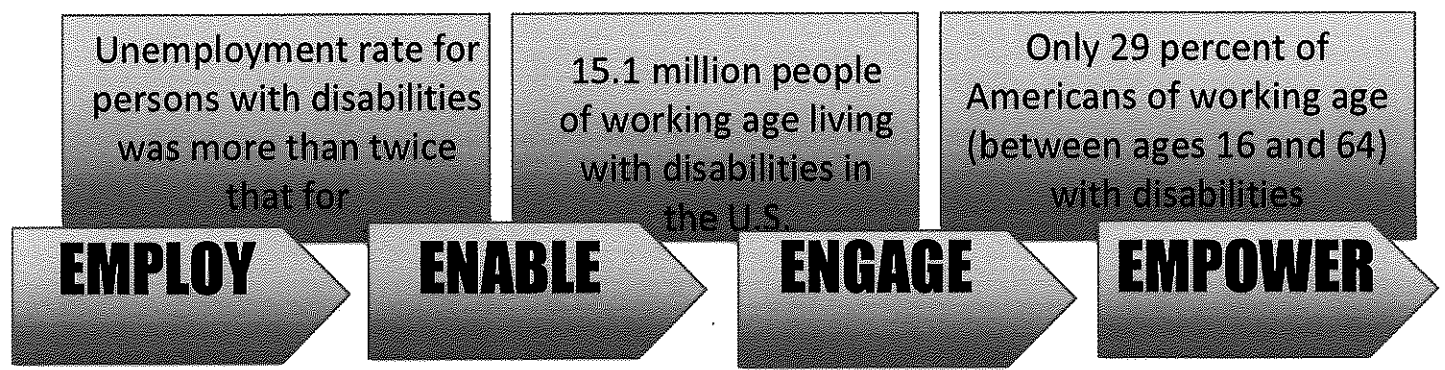 Unemployment rate for
persons with disabilities
was more than twice
that for
15.1 million people
of working age living
with disabilities in
the U.S.
Only 29 percent of
Americans of working age
(between ages 16 and 64)
with disabilities
EMPLOY
ENABLE
ENGAGE
EMPOWER